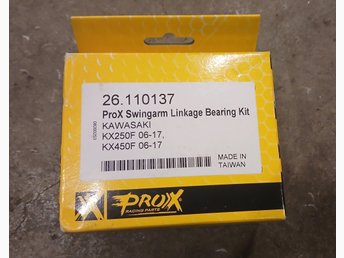 26.110137
ProX Swingarm Linkage Bearing Kit
KAWASAKI
KX250F 06-17,
KX450F 06-17
MADE IN
TAIWAN
X
PROX
RACING PARTS